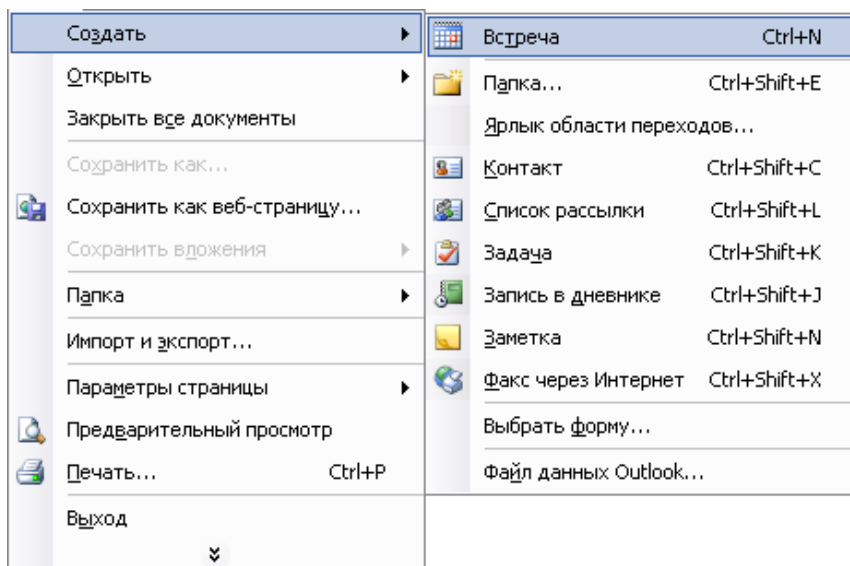 Создать
Открыть
Закрыть все документы
Сохранить как...
Сохранить как веб-страницу...
Сохранить вложения
Папка
Импорт и экспорт...
Параметры страницы
Предварительный просмотр
Печать... Ctrl+P
Выход
Встреча Ctrl+N
Папка... Ctrl+Shift+E
Ярлык области переходов...
Контакт Ctrl+Shift+C
Список рассылки Ctrl+Shift+L
Задача Ctrl+Shift+K
Запись в дневнике Ctrl+Shift+J
Заметка Ctrl+Shift+N
Факс через Интернет Ctrl+Shift+X
Выбрать форму...
Файл данных Outlook...